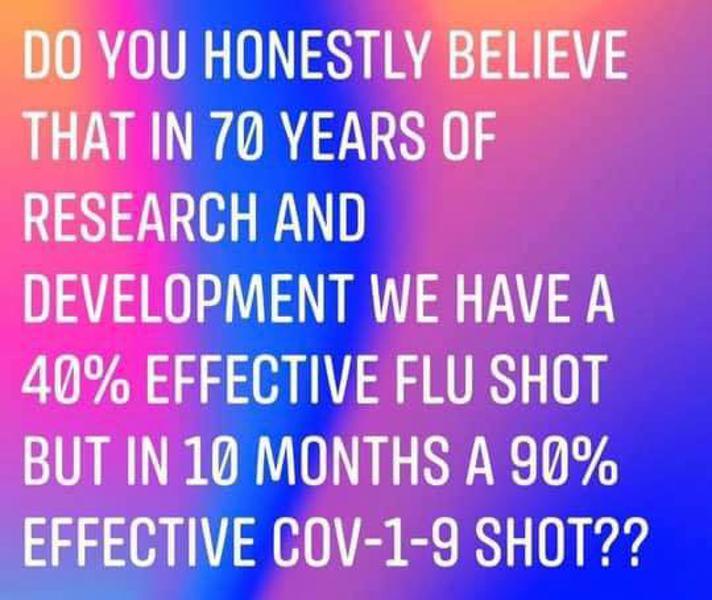 DO YOU HONESTLY BELIEVE
THAT IN 70 YEARS OF
RESEARCH AND
DEVELOPMENT WE HAVE A
40% EFFECTIVE FLU SHOT
BUT IN 10 MONTHS A 90%
EFFECTIVE COV-1-9 SHOT??